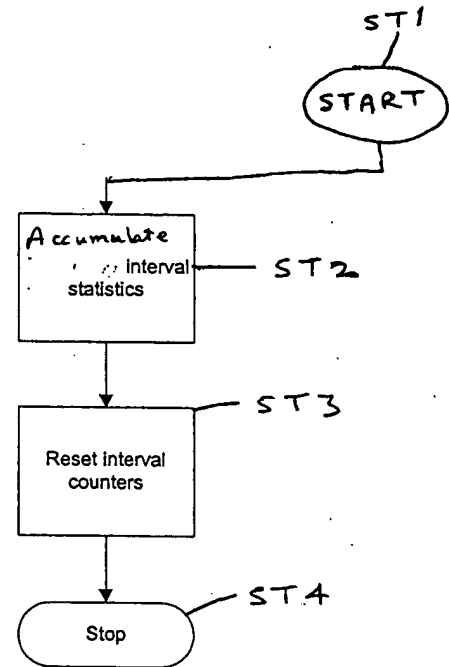 ST1
START
Accumulate
interval
statistics
ST2
ST3
Reset interval
counters
ST4
Stop